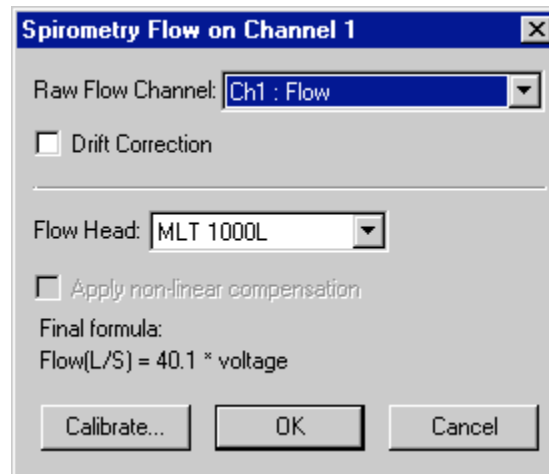 Spirometry Flow on Channel 1
Raw Flow Channel: Ch1 : Flow
Drift Correction
Flow Head: MLT 1000L
Apply non-linear compensation
Final formula:
Flow(L/S) = 40.1 * voltage
Calibrate... OK Cancel